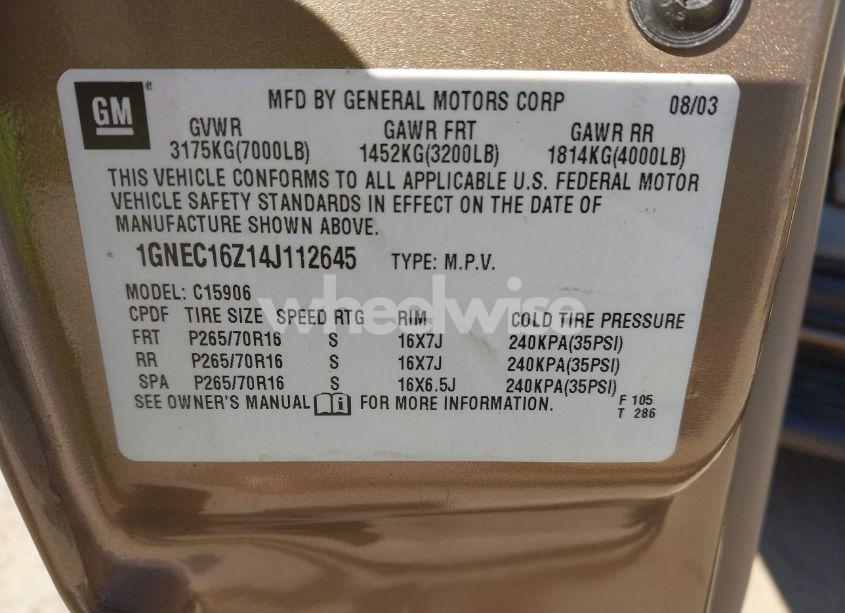 GM
MFD BY GENERAL MOTORS CORP 08/03
GVWR GAWR FRT GAWR RR
3175KG(7000LB) 1452KG(3200LB) 1814KG(4000LB)
THIS VEHICLE CONFORMS TO ALL APPLICABLE U.S. FEDERAL MOTOR
VEHICLE SAFETY STANDARDS IN EFFECT ON THE DATE OF
MANUFACTURE SHOWN ABOVE.
1GNEC16Z14J112645 TYPE: M.P.V.
MODEL: C15906
wheelwise
CPDF TIRE SIZE SPEED RTG RIM COLD TIRE PRESSURE
FRT P265/70R16 S 16X7J 240KPA(35PSI)
RR P265/70R16 S 16X7J 240KPA(35PSI)
SPA P265/70R16 S 16X6.5J 240KPA(35PSI)
SEE OWNER'S MANUAL FOR MORE INFORMATION.
F 105
T 286